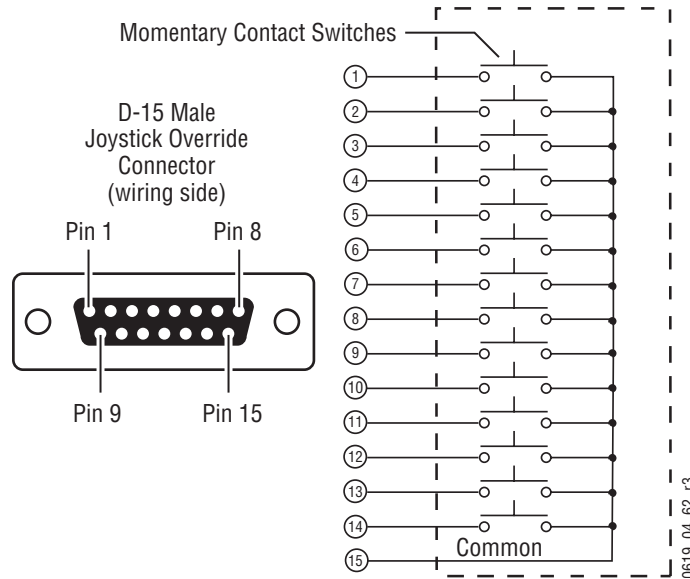 Momentary Contact Switches
D-15 Male
Joystick Override
Connector
(wiring side)
Pin 1
Pin 8
Pin 9
Pin 15
1
2
3
4
5
6
7
8
9
10
11
12
13
14
15
Common
0619_04_62_r3